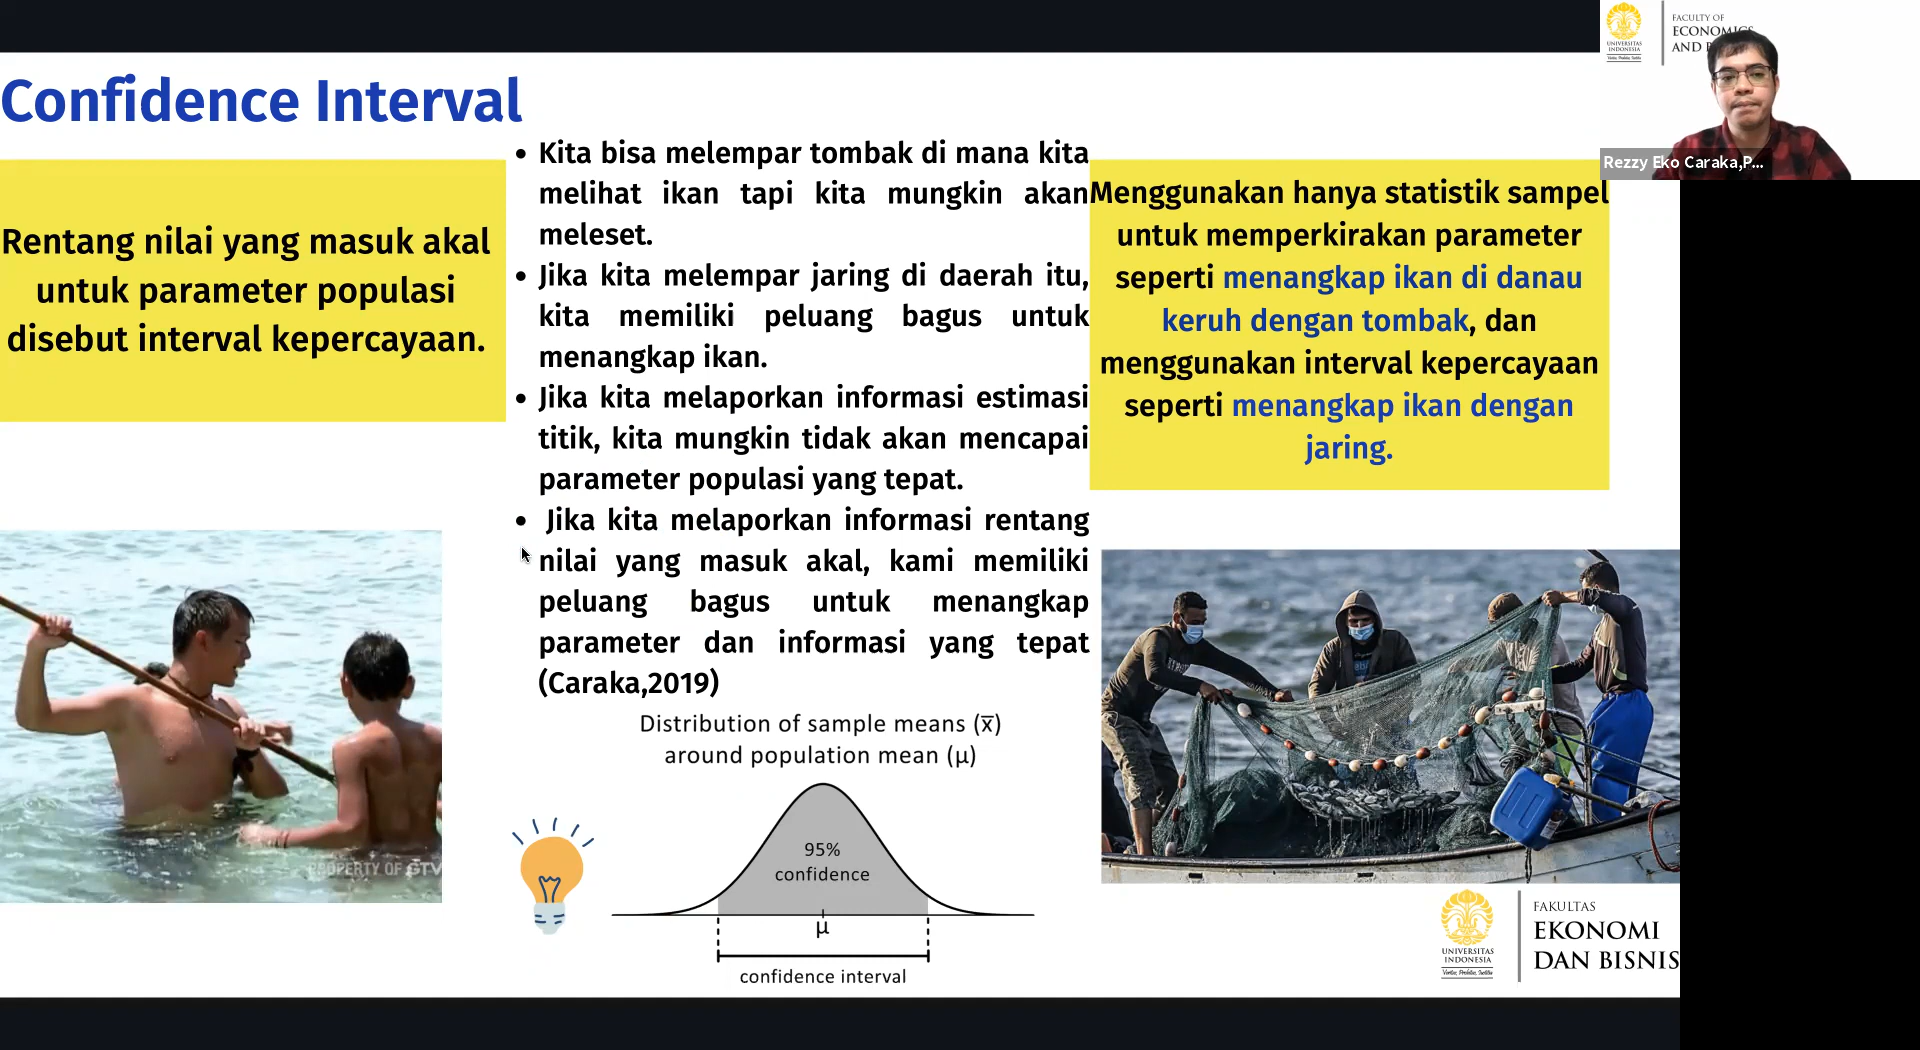 Confidence Interval
Rentang nilai yang masuk akal
untuk parameter populasi
disebut interval kepercayaan.
• Kita bisa melempar tombak di mana kita
melihat ikan tapi kita mungkin akan
meleset.
• Jika kita melempar jaring di daerah itu,
kita memiliki peluang bagus untuk
menangkap ikan.
• Jika kita melaporkan informasi estimasi
titik, kita mungkin tidak akan mencapai
parameter populasi yang tepat.
• Jika kita melaporkan informasi rentang
nilai yang masuk akal, kami memiliki
peluang bagus untuk menangkap
parameter dan informasi yang tepat
(Caraka,2019)
Menggunakan hanya statistik sampel
untuk memperkirakan parameter
seperti menangkap ikan di danau
keruh dengan tombak, dan
menggunakan interval kepercayaan
seperti menangkap ikan dengan
jaring.
Distribution of sample means (x̅)
around population mean (μ)
95%
confidence
μ
confidence interval
PROPERTY OF GTV
UNIVERSITAS
INDONESIA
Veritas, Probitas, Iustitia
FAKULTAS
EKONOMI
DAN BISNIS
UNIVERSITAS
INDONESIA
FACULTY OF
ECONOMICS
AND
Rezzy Eko Caraka,P...